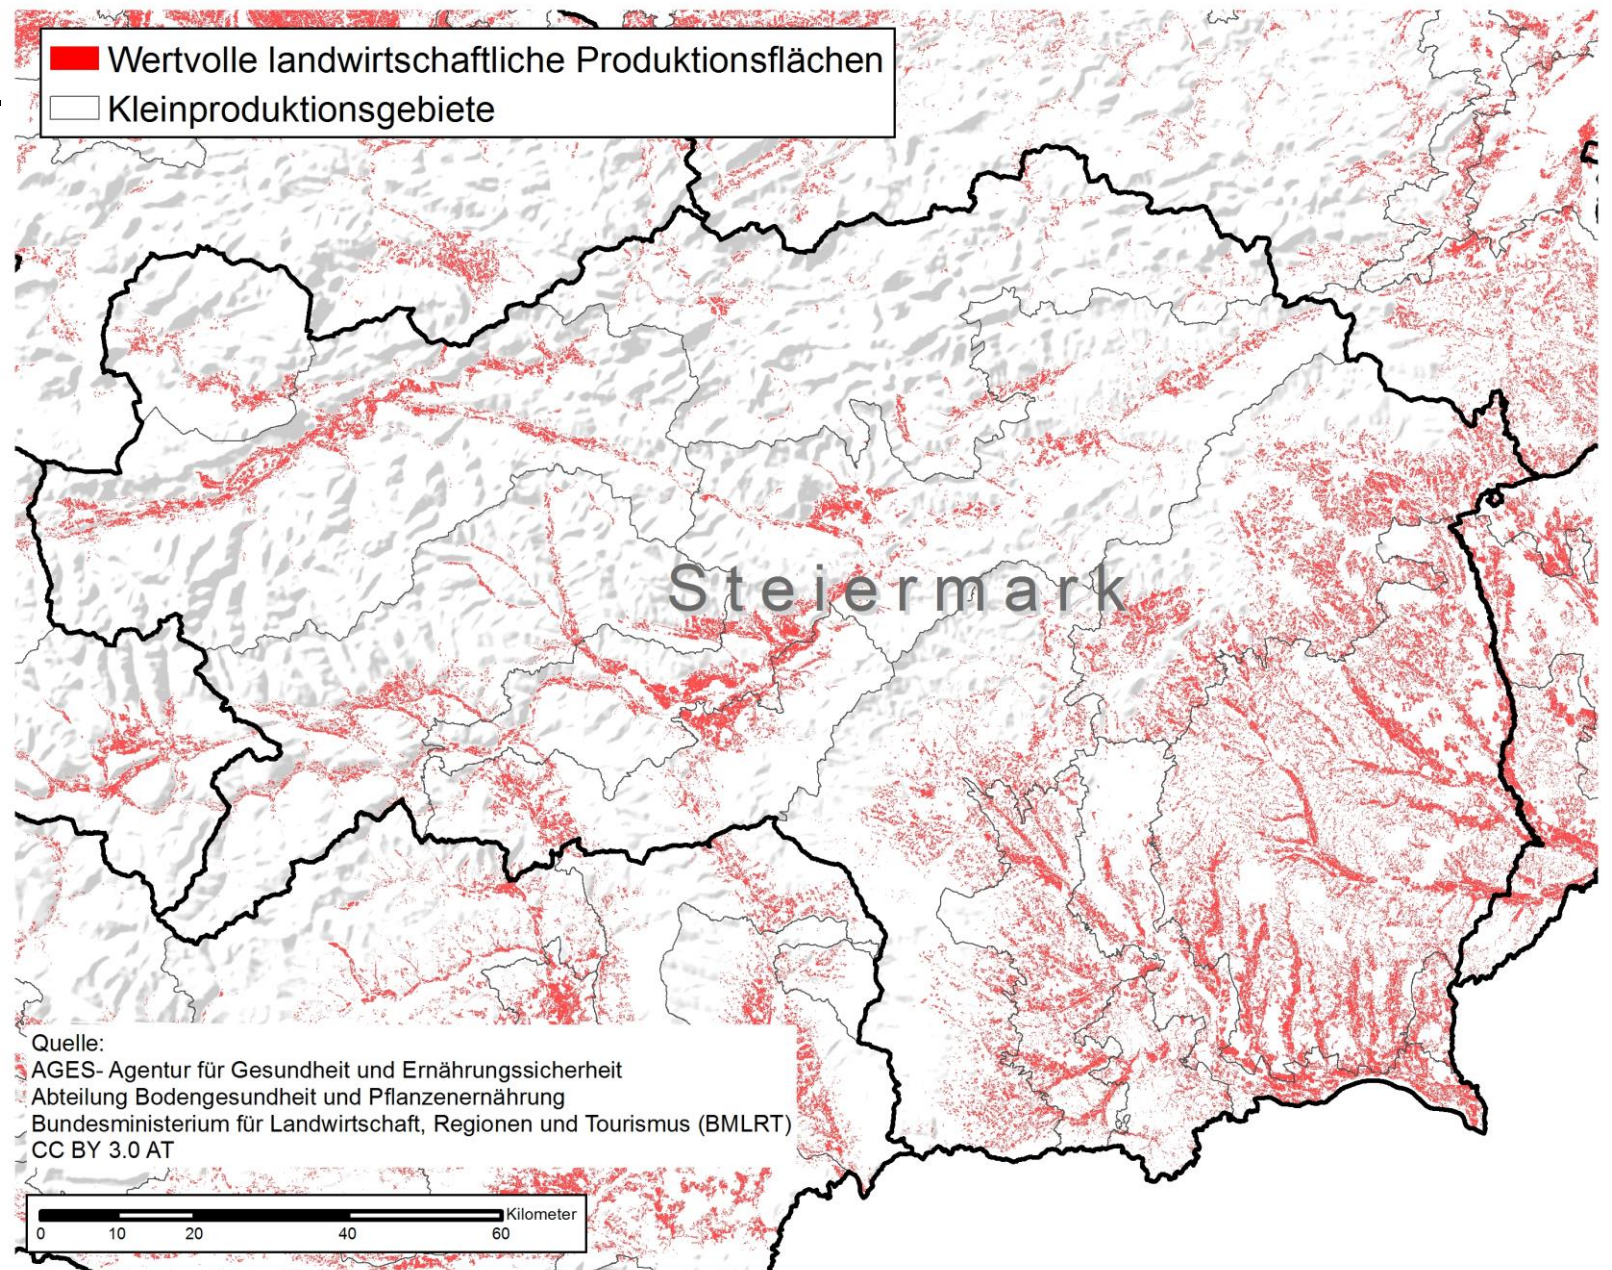 Wertvolle landwirtschaftliche Produktionsflächen
Kleinproduktionsgebiete
Steiermark
Quelle:
AGES- Agentur für Gesundheit und Ernährungssicherheit
Abteilung Bodengesundheit und Pflanzenernährung
Bundesministerium für Landwirtschaft, Regionen und Tourismus (BMLRT)
CC BY 3.0 AT
Kilometer
0 10 20 40 60